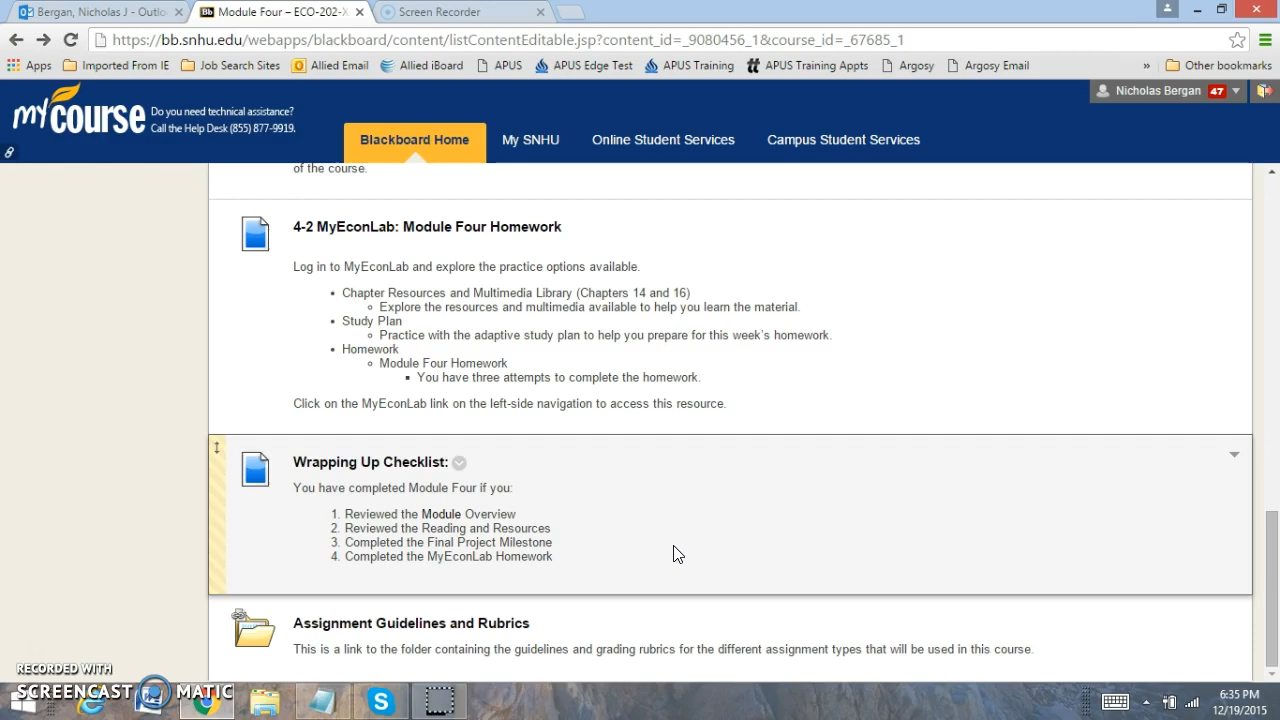 Bergan, Nicholas J - Outlo
Bb Module Four – ECO-202-X
Screen Recorder
https://bb.snhu.edu/webapps/blackboard/content/listContentEditable.jsp?content_id=_9080456_1&course_id=_67685_1
Apps Imported From IE Job Search Sites Allied Email Allied iBoard APUS APUS Edge Test APUS Training APUS Training Appts Argosy Argosy Email » Other bookmarks
Nicholas Bergan 47
mycourse
Do you need technical assistance?
Call the Help Desk (855) 877-9919.
Blackboard Home My SNHU Online Student Services Campus Student Services
of the course.
4-2 MyEconLab: Module Four Homework
Log in to MyEconLab and explore the practice options available.
• Chapter Resources and Multimedia Library (Chapters 14 and 16)
Explore the resources and multimedia available to help you learn the material.
• Study Plan
Practice with the adaptive study plan to help you prepare for this week's homework.
• Homework
Module Four Homework
You have three attempts to complete the homework.
Click on the MyEconLab link on the left-side navigation to access this resource.
Wrapping Up Checklist:
You have completed Module Four if you:
1. Reviewed the Module Overview
2. Reviewed the Reading and Resources
3. Completed the Final Project Milestone
4. Completed the MyEconLab Homework
Assignment Guidelines and Rubrics
This is a link to the folder containing the guidelines and grading rubrics for the different assignment types that will be used in this course.
RECORDED WITH
SCREENCAST MATIC
6:35 PM
12/19/2015